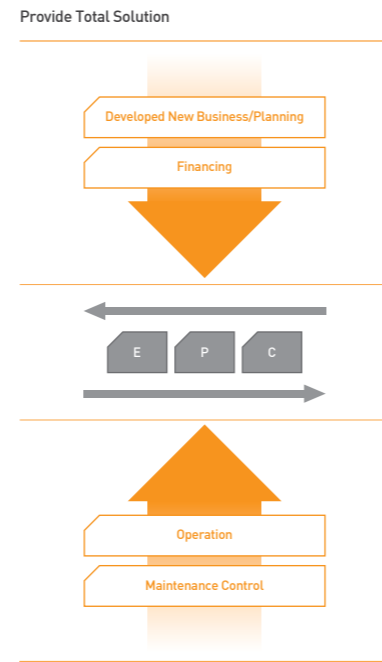 Provide Total Solution
Developed New Business/Planning
Financing
E P C
Operation
Maintenance Control